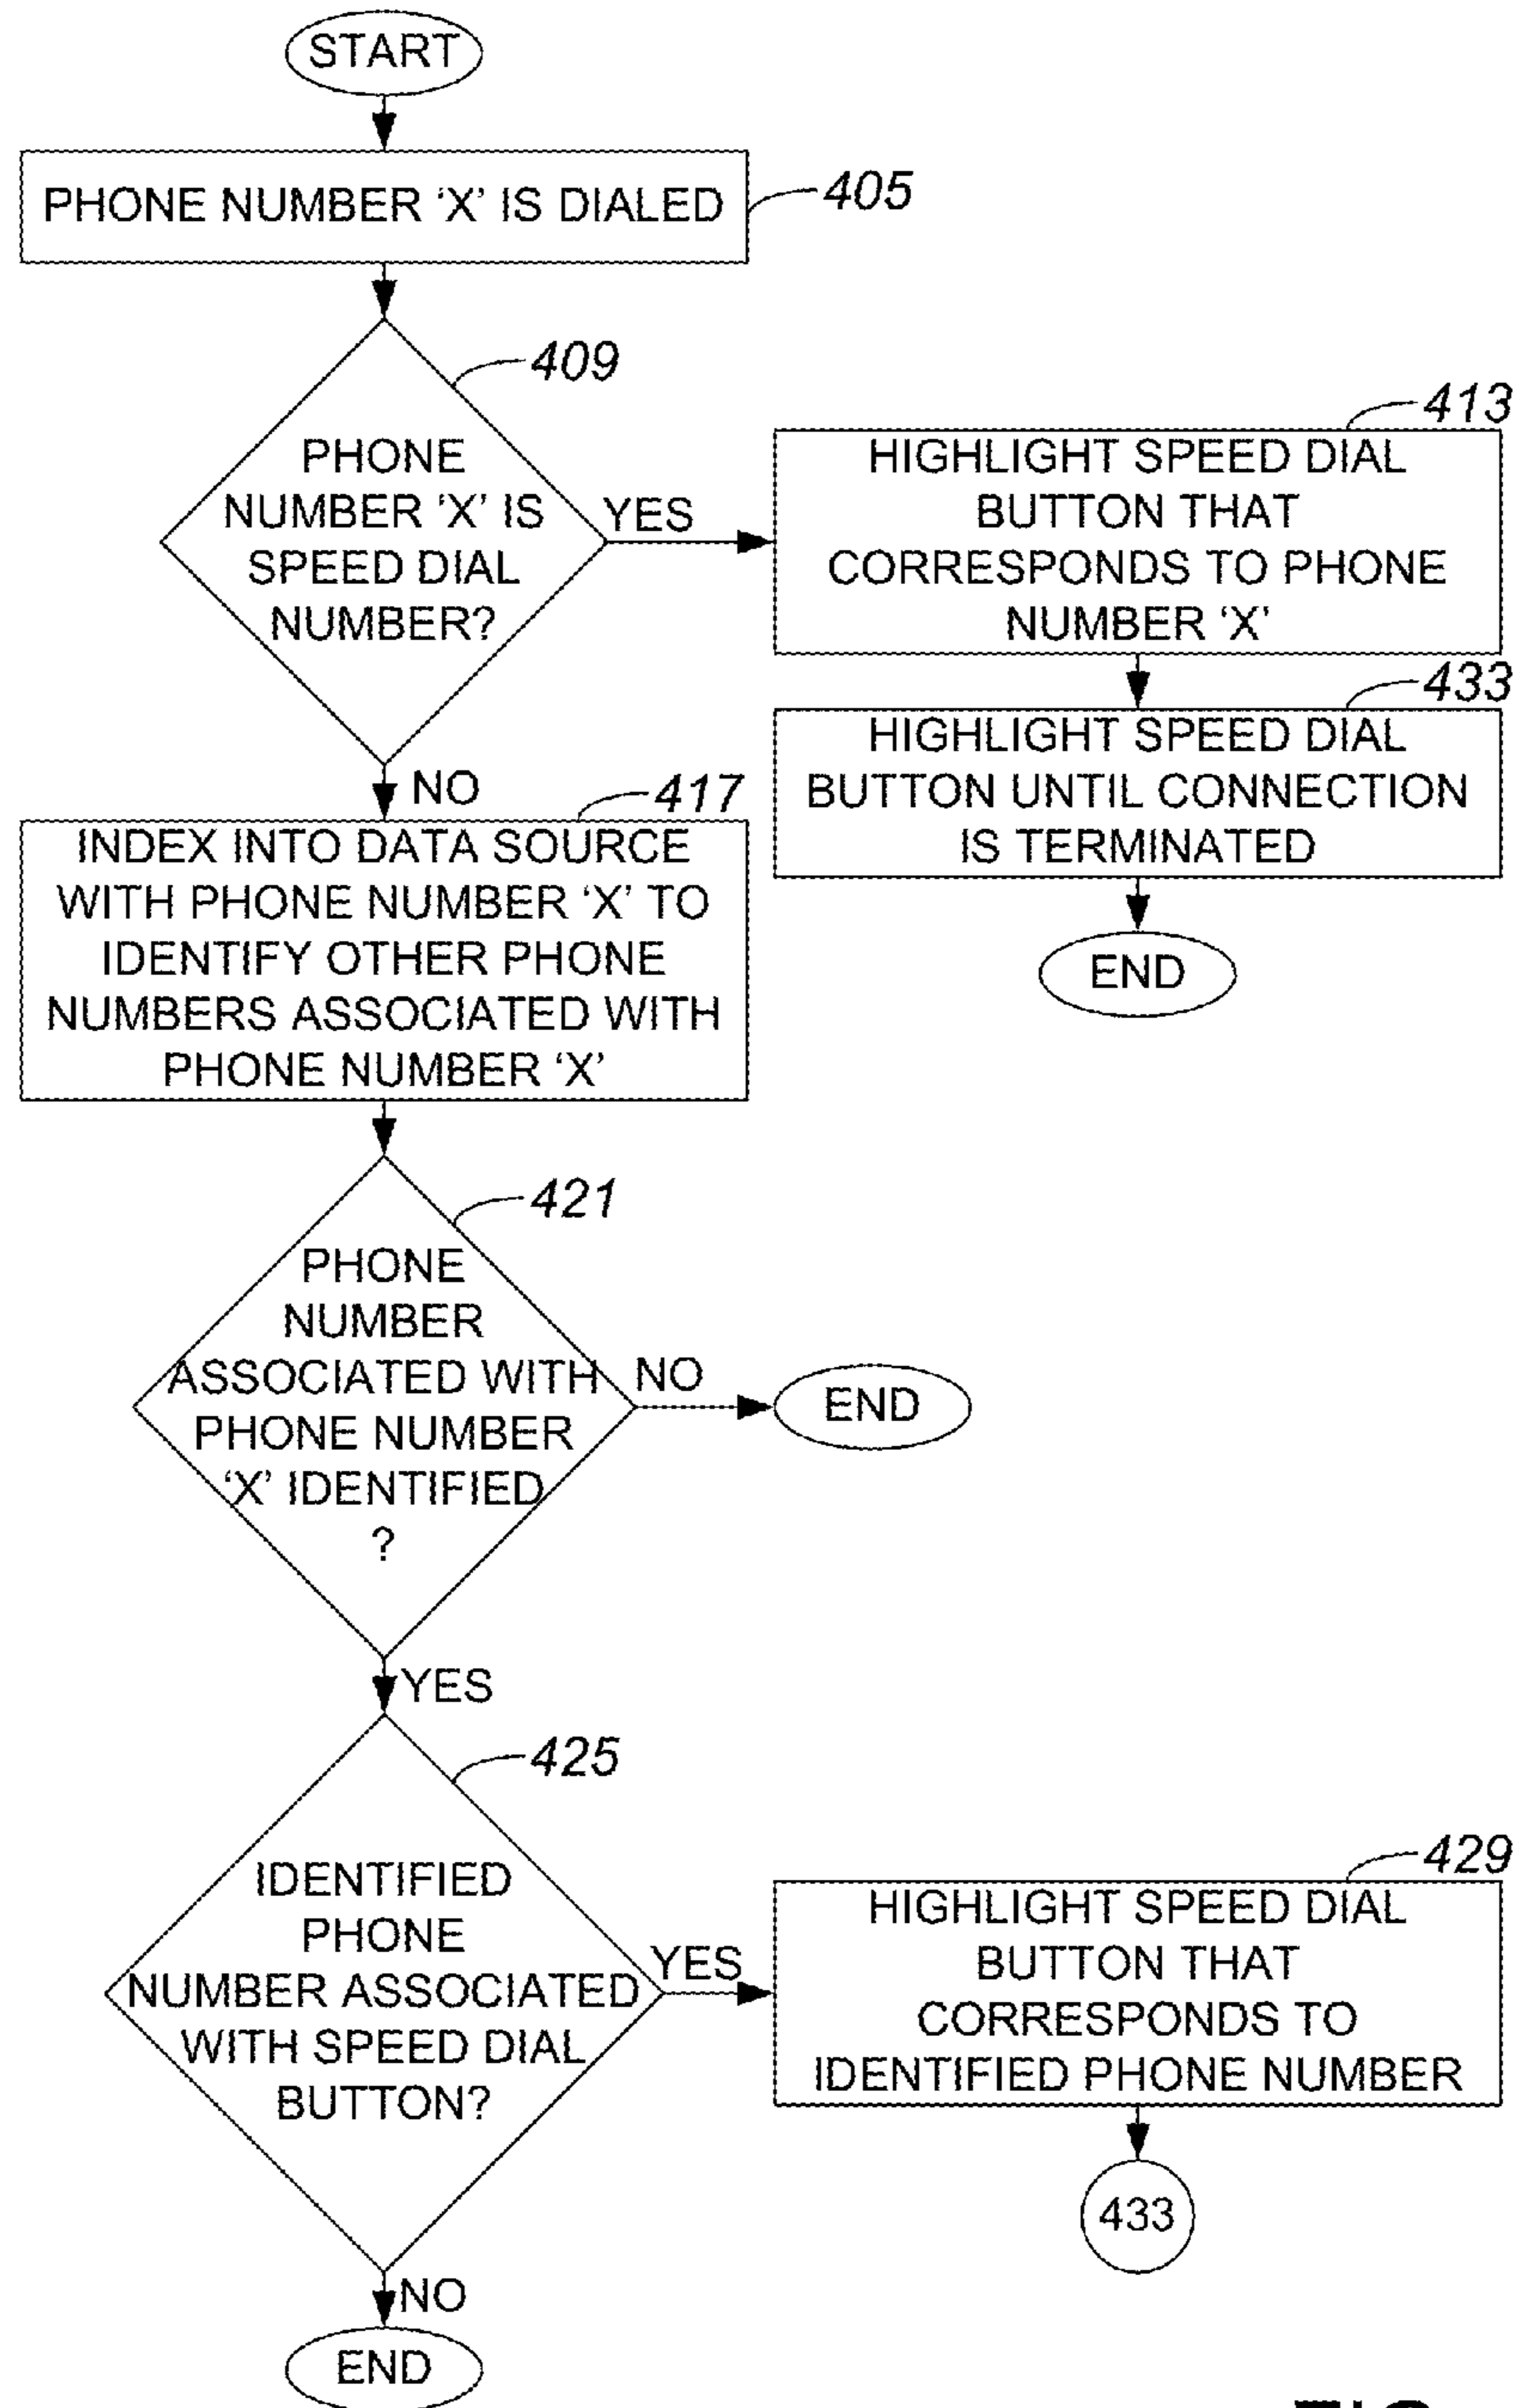 START
PHONE NUMBER ‘X’ IS DIALED
405
409
PHONE
NUMBER ‘X’ IS
SPEED DIAL
NUMBER?
YES
413
HIGHLIGHT SPEED DIAL
BUTTON THAT
CORRESPONDS TO PHONE
NUMBER ‘X’
433
HIGHLIGHT SPEED DIAL
BUTTON UNTIL CONNECTION
IS TERMINATED
END
NO
417
INDEX INTO DATA SOURCE
WITH PHONE NUMBER ‘X’ TO
IDENTIFY OTHER PHONE
NUMBERS ASSOCIATED WITH
PHONE NUMBER ‘X’
421
PHONE
NUMBER
ASSOCIATED WITH
PHONE NUMBER
‘X’ IDENTIFIED
?
NO
END
YES
425
IDENTIFIED
PHONE
NUMBER ASSOCIATED
WITH SPEED DIAL
BUTTON?
YES
429
HIGHLIGHT SPEED DIAL
BUTTON THAT
CORRESPONDS TO
IDENTIFIED PHONE NUMBER
433
NO
END